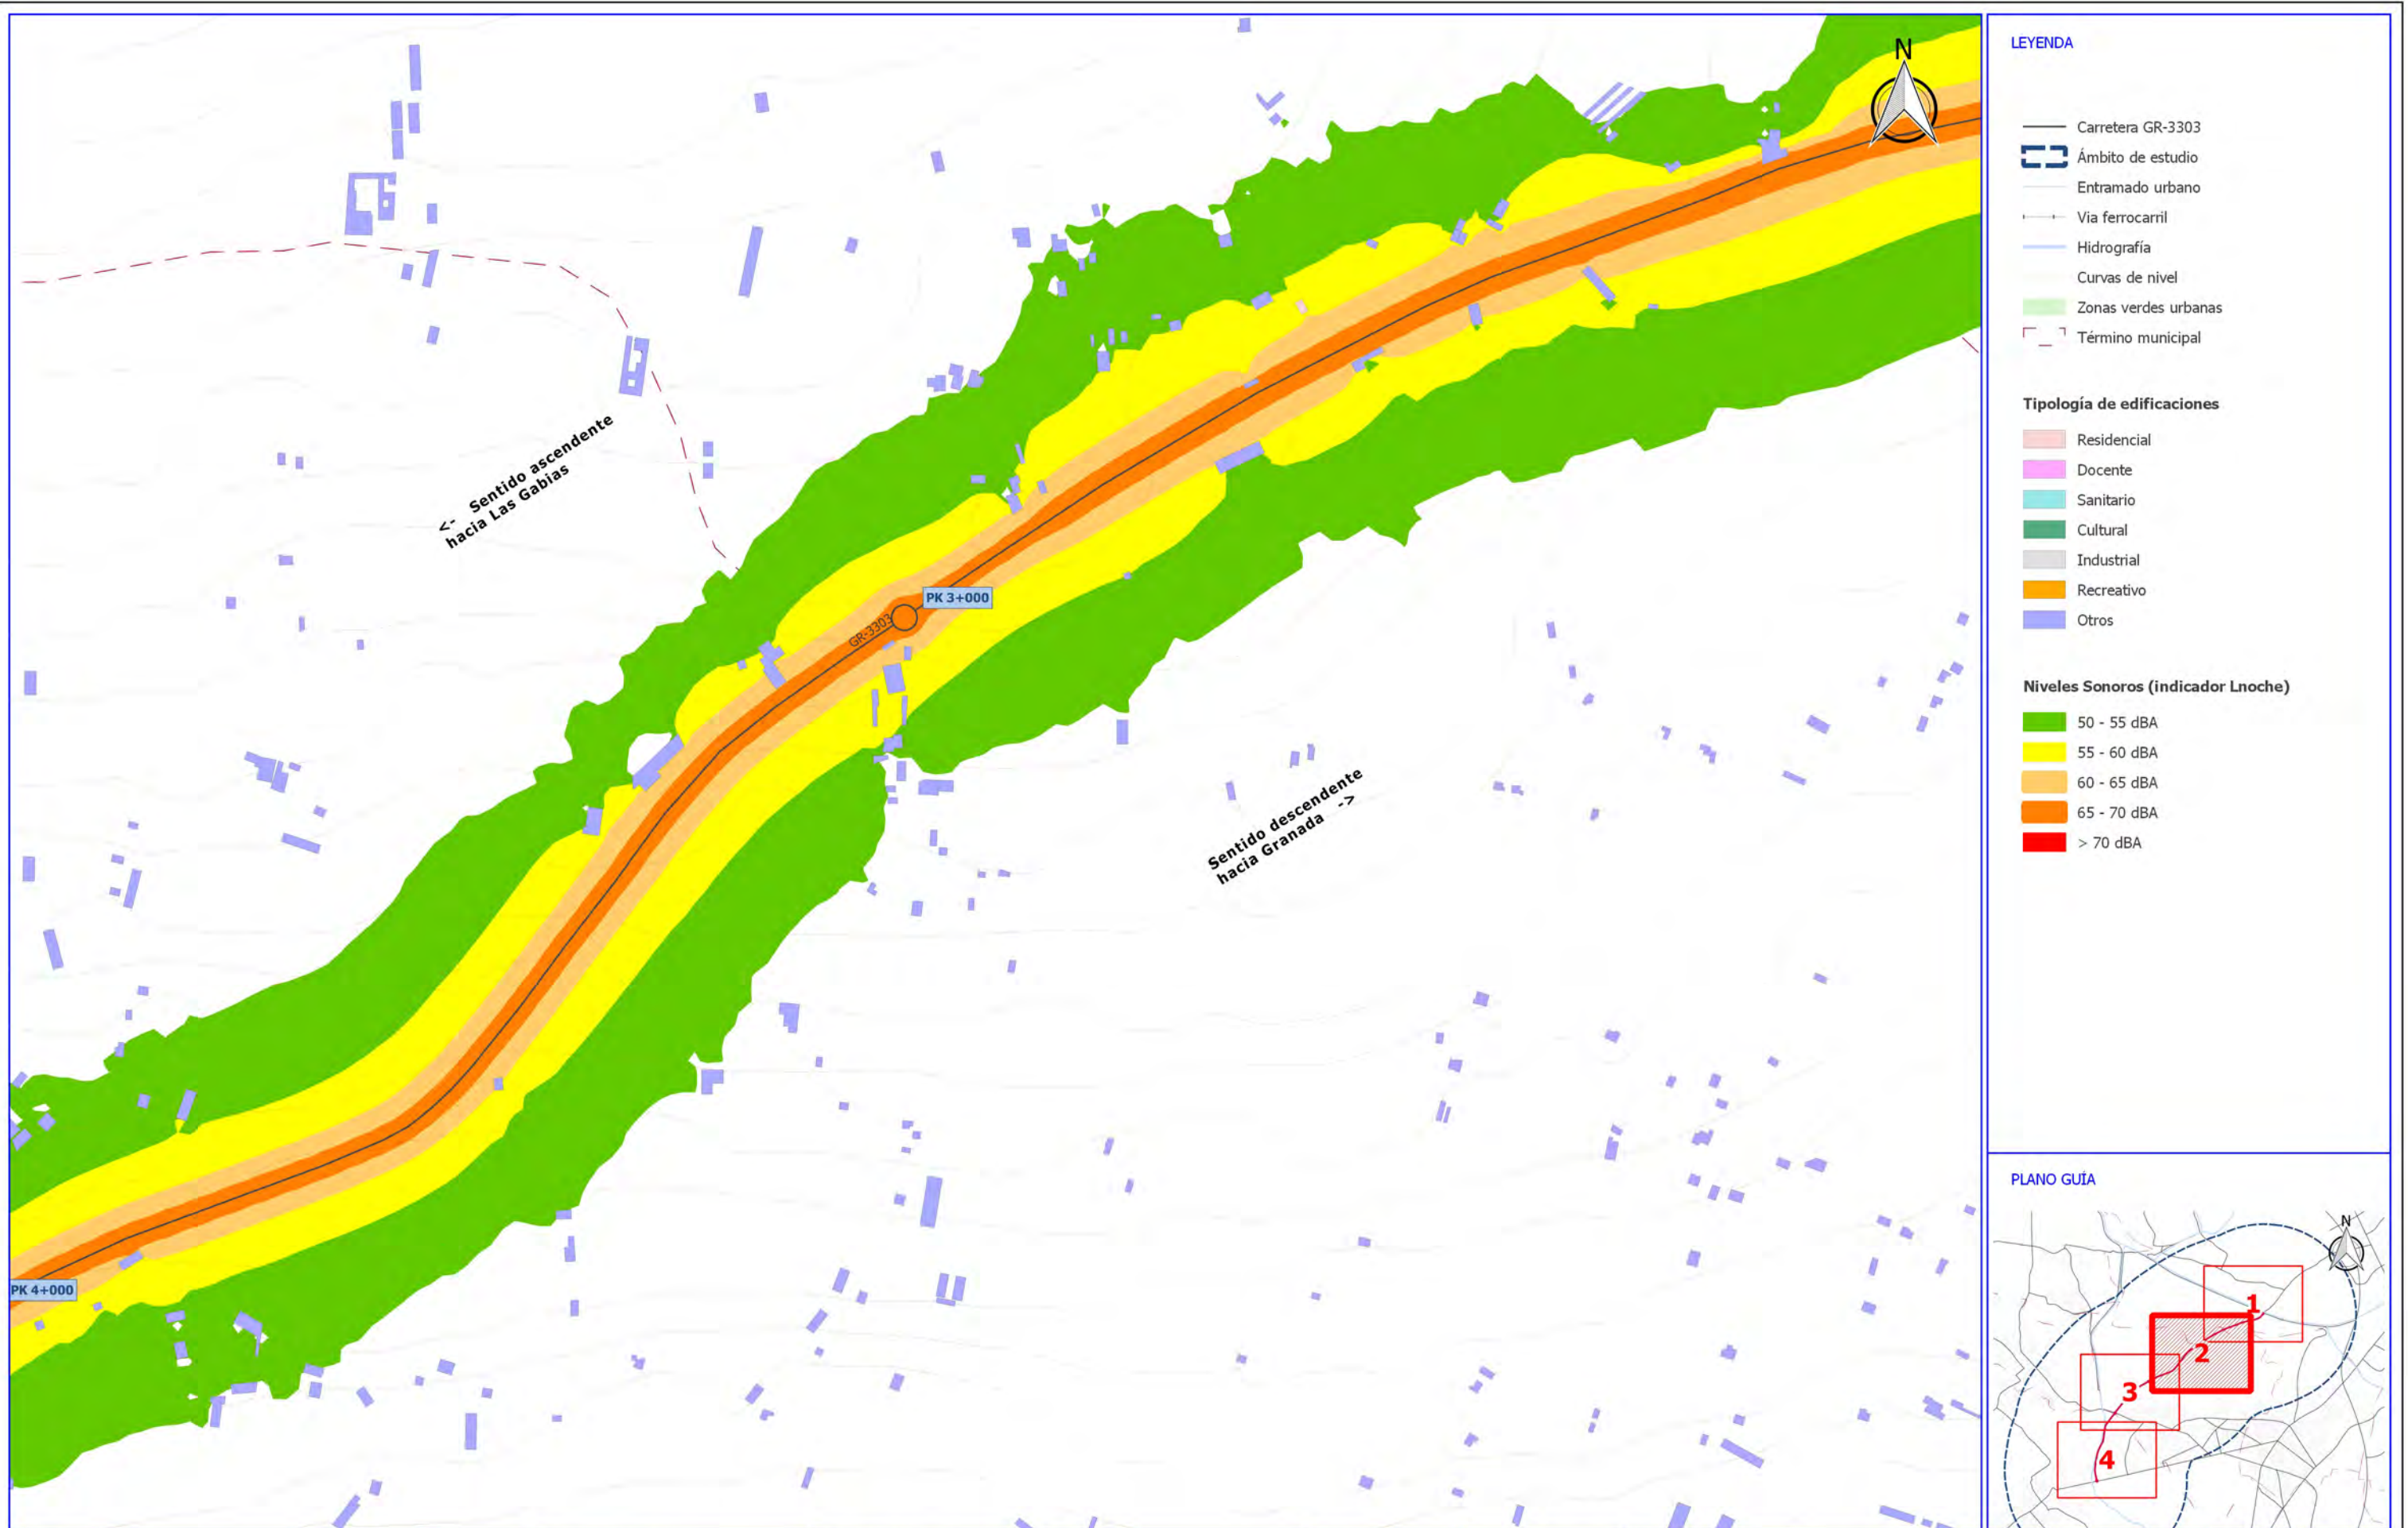 N
<- Sentido ascendente
hacia Las Gabias
PK 3+000
GR-3303
Sentido descendente
hacia Granada ->
PK 4+000
LEYENDA
Carretera GR-3303
Ámbito de estudio
Entramado urbano
Via ferrocarril
Hidrografía
Curvas de nivel
Zonas verdes urbanas
Término municipal
Tipología de edificaciones
Residencial
Docente
Sanitario
Cultural
Industrial
Recreativo
Otros
Niveles Sonoros (indicador Lnoche)
50 - 55 dBA
55 - 60 dBA
60 - 65 dBA
65 - 70 dBA
> 70 dBA
PLANO GUÍA
N
1
2
3
4